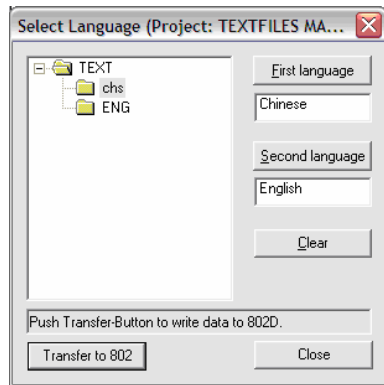 Select Language (Project: TEXTFILES MA...
TEXT
chs
ENG
First language
Chinese
Second language
English
Clear
Push Transfer-Button to write data to 802D.
Transfer to 802
Close